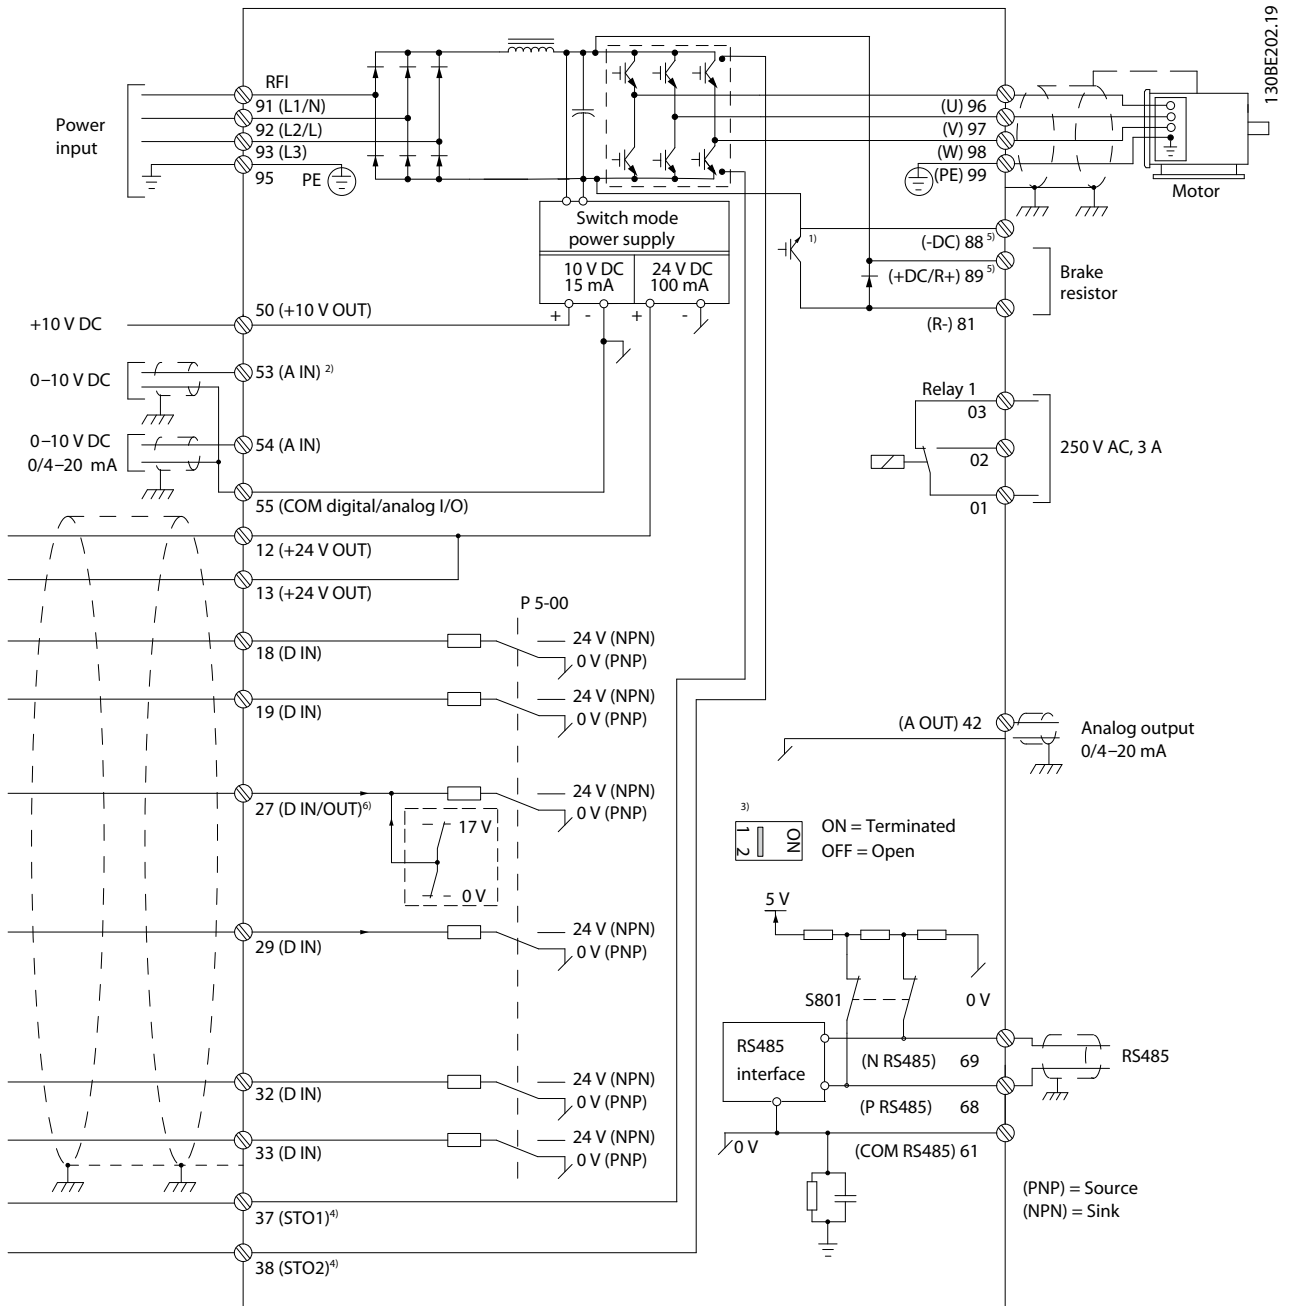 130BE202.19
RFI
91 (L1/N)
92 (L2/L)
93 (L3)
95
PE
Power
input
(U) 96
(V) 97
(W) 98
(PE) 99
Motor
Switch mode
power supply
10 V DC
15 mA
24 V DC
100 mA
+ - + -
1)
(-DC) 88 5)
(+DC/R+) 89 5)
(R-) 81
Brake
resistor
+10 V DC
50 (+10 V OUT)
0–10 V DC
53 (A IN) 2)
0–10 V DC
0/4–20 mA
54 (A IN)
55 (COM digital/analog I/O)
Relay 1
03
02
01
250 V AC, 3 A
12 (+24 V OUT)
13 (+24 V OUT)
P 5-00
18 (D IN)
24 V (NPN)
0 V (PNP)
19 (D IN)
24 V (NPN)
0 V (PNP)
(A OUT) 42
Analog output
0/4–20 mA
27 (D IN/OUT)6)
24 V (NPN)
0 V (PNP)
17 V
0 V
3)
1 2
ON
ON = Terminated
OFF = Open
29 (D IN)
24 V (NPN)
0 V (PNP)
5 V
S801
0 V
RS485
interface
(N RS485) 69
(P RS485) 68
RS485
0 V
(COM RS485) 61
32 (D IN)
24 V (NPN)
0 V (PNP)
33 (D IN)
24 V (NPN)
0 V (PNP)
37 (STO1)4)
38 (STO2)4)
(PNP) = Source
(NPN) = Sink